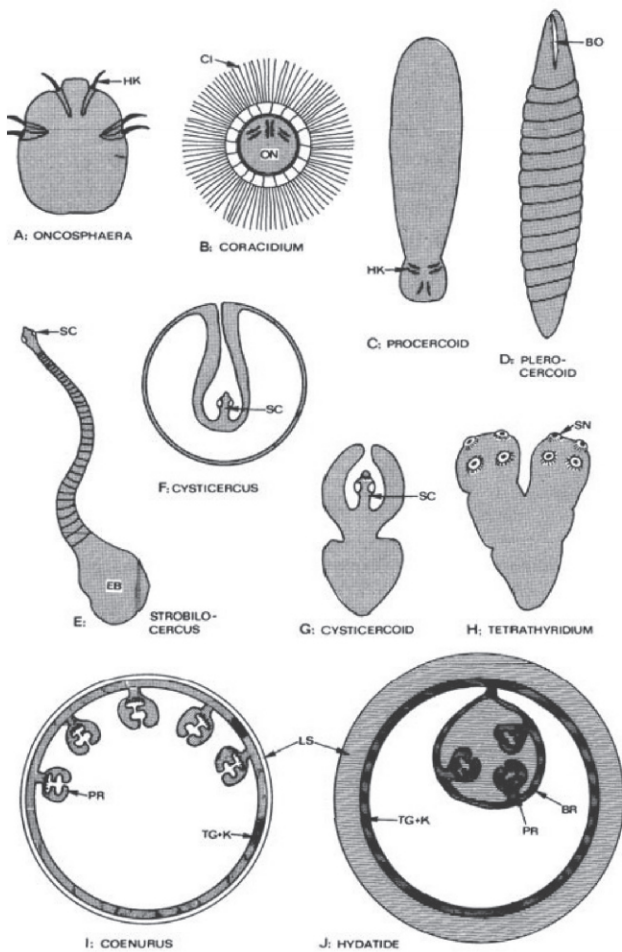 HK
A: ONCOSPHAERA
CI
ON
B: CORACIDIUM
HK
C: PROCERCOID
BO
D: PLERO-
CERCOID
SC
EB
E: STROBILO-
CERCUS
SC
F: CYSTICERCUS
SC
G: CYSTICERCOID
SN
H: TETRATHYRIDIUM
PR
LS
TG+K
I: COENURUS
TG+K
BR
PR
J: HYDATIDE